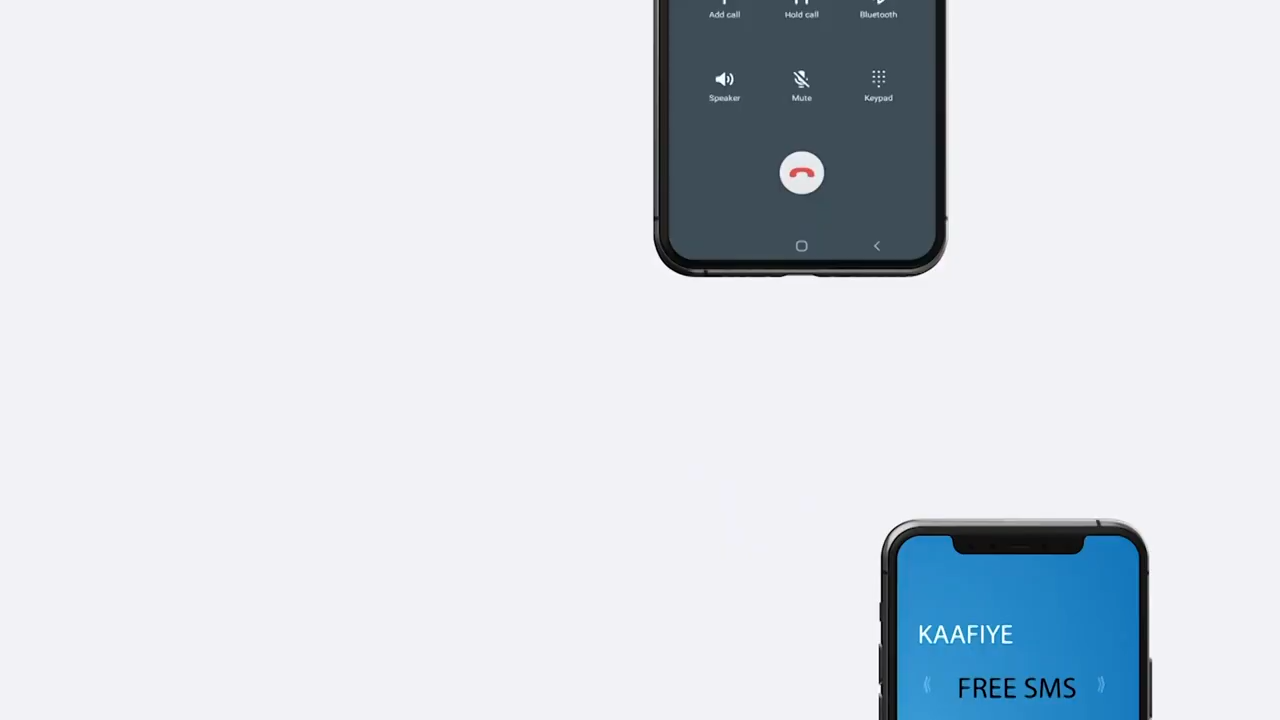 Add call Hold call Bluetooth
Speaker Mute Keypad
KAAFIYE
FREE SMS